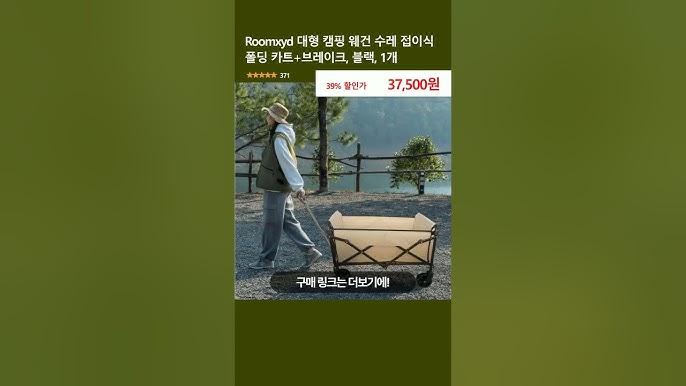 Roomxyd 대형 캠핑 웨건 수레 접이식
폴딩 카트+브레이크, 블랙, 1개
★★★★★ 371
39% 할인가 37,500원
구매 링크는 더보기에!